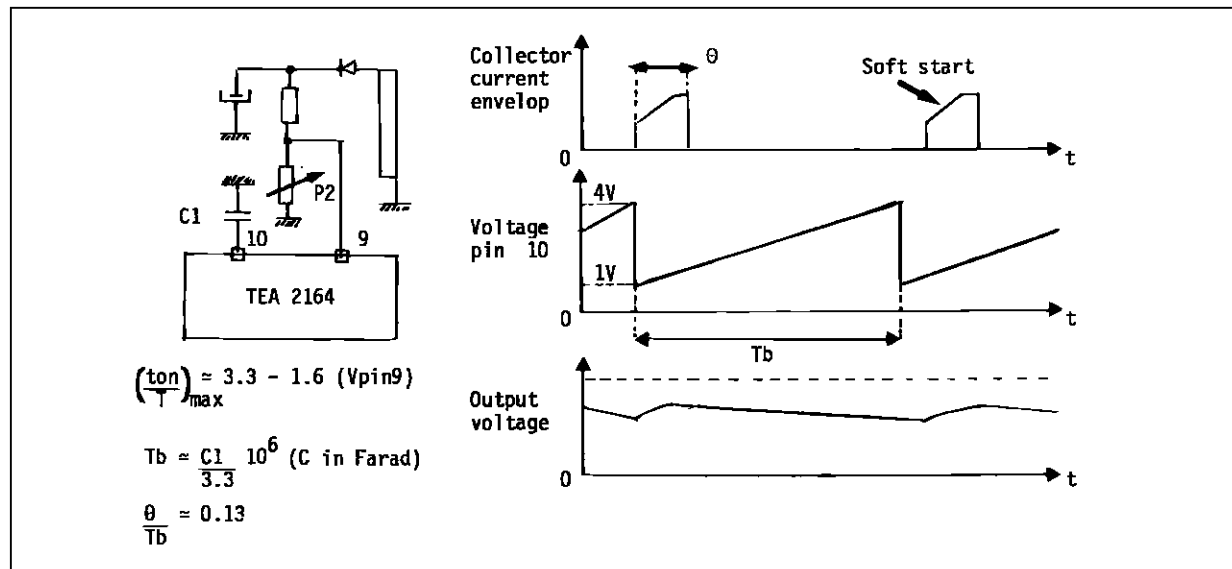 P2
C1
10
9
TEA 2164
(ton/T)max ≃ 3.3 - 1.6 (Vpin9)
Tb ≃ C1/3.3 10^6 (C in Farad)
θ/Tb ≃ 0.13
Collector
current
envelop
θ
Soft start
0
t
Voltage
pin 10
4V
1V
0
t
Tb
Output
voltage
0
t